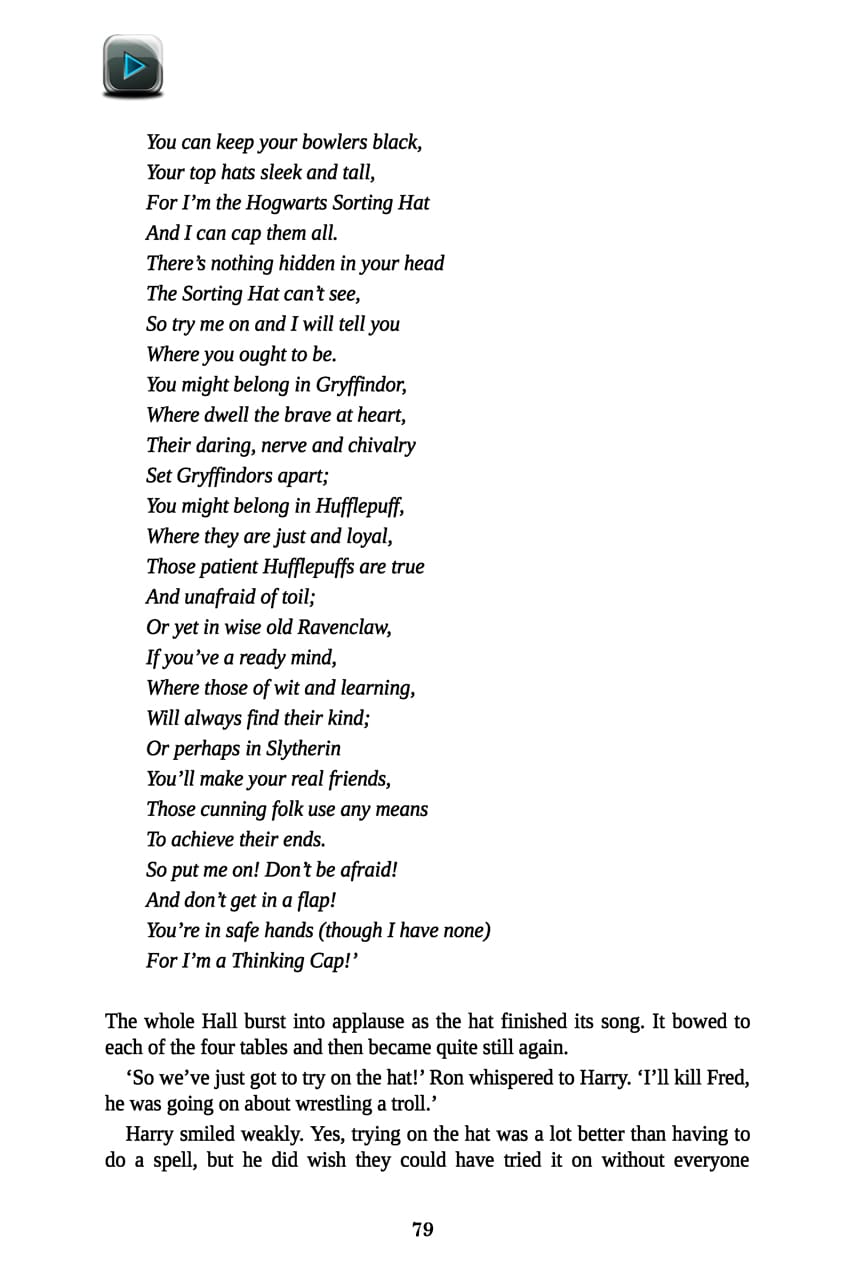 You can keep your bowlers black,
Your top hats sleek and tall,
For I’m the Hogwarts Sorting Hat
And I can cap them all.
There’s nothing hidden in your head
The Sorting Hat can’t see,
So try me on and I will tell you
Where you ought to be.
You might belong in Gryffindor,
Where dwell the brave at heart,
Their daring, nerve and chivalry
Set Gryffindors apart;
You might belong in Hufflepuff,
Where they are just and loyal,
Those patient Hufflepuffs are true
And unafraid of toil;
Or yet in wise old Ravenclaw,
If you’ve a ready mind,
Where those of wit and learning,
Will always find their kind;
Or perhaps in Slytherin
You’ll make your real friends,
Those cunning folk use any means
To achieve their ends.
So put me on! Don’t be afraid!
And don’t get in a flap!
You’re in safe hands (though I have none)
For I’m a Thinking Cap!’
The whole Hall burst into applause as the hat finished its song. It bowed to
each of the four tables and then became quite still again.
‘So we’ve just got to try on the hat!’ Ron whispered to Harry. ‘I’ll kill Fred,
he was going on about wrestling a troll.’
Harry smiled weakly. Yes, trying on the hat was a lot better than having to
do a spell, but he did wish they could have tried it on without everyone
79